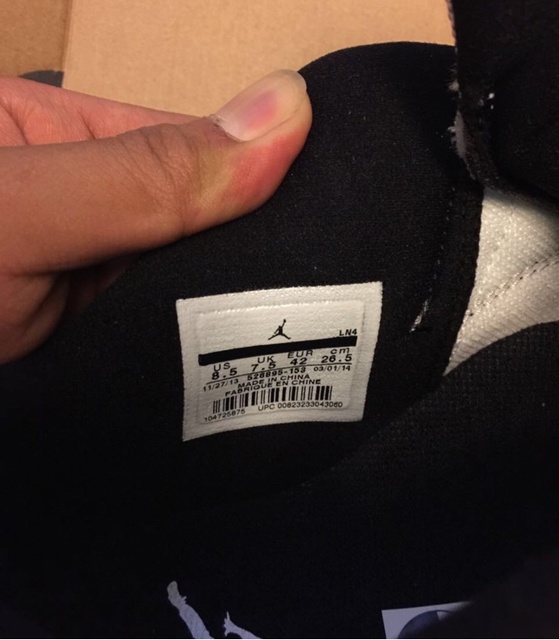 LN4
US UK EUR cm
8.5 7.5 42 26.5
11/27/13 528895-153 03/01/14
MADE IN CHINA
FABRIQUE EN CHINE
104725875 UPC 00823233043060